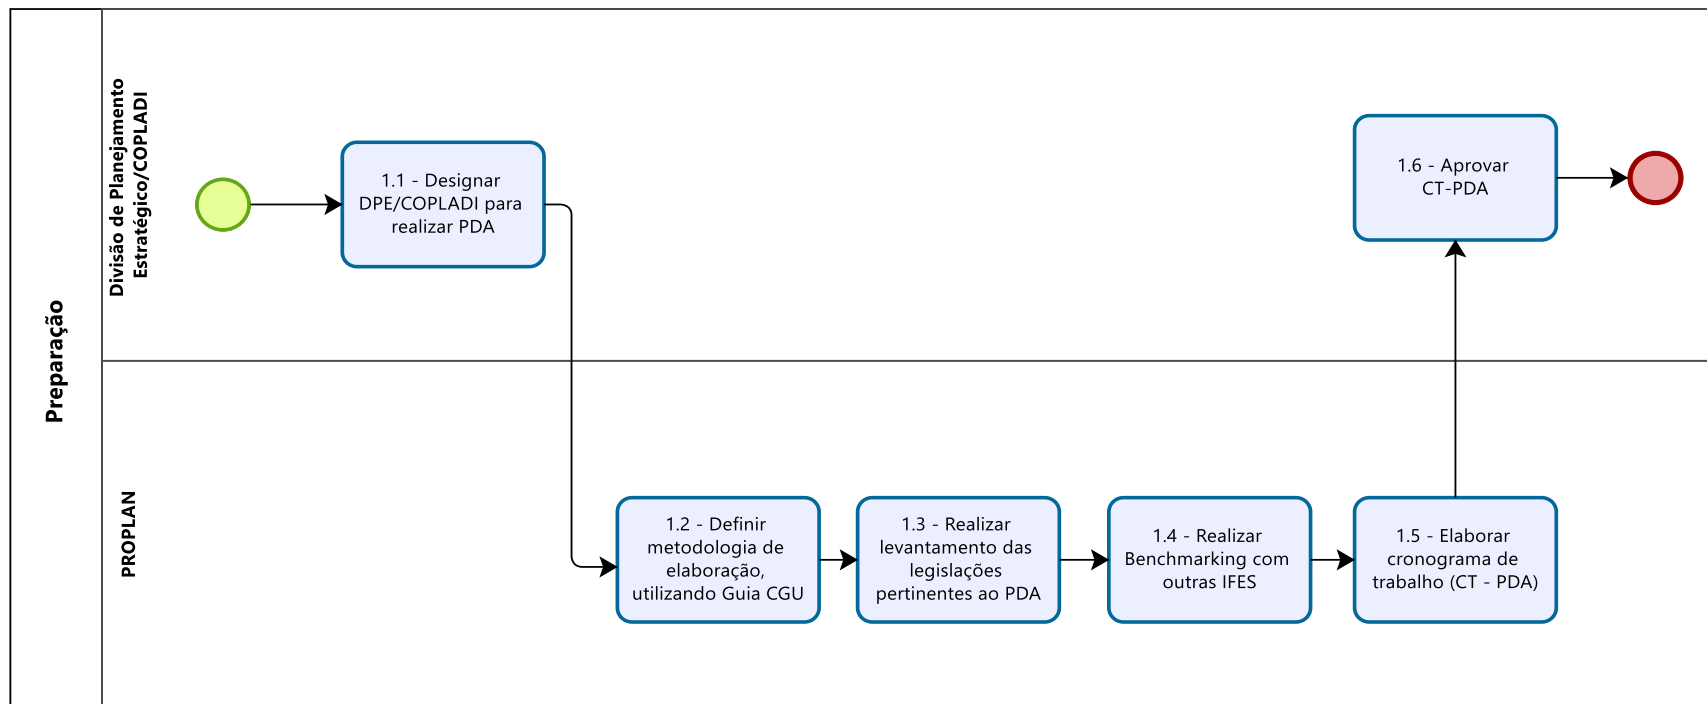 Preparação
Divisão de Planejamento
Estratégico/COPLADI
1.1 - Designar
DPE/COPLADI para
realizar PDA
1.6 - Aprovar
CT-PDA
PROPLAN
1.2 - Definir
metodologia de
elaboração,
utilizando Guia CGU
1.3 - Realizar
levantamento das
legislações
pertinentes ao PDA
1.4 - Realizar
Benchmarking com
outras IFES
1.5 - Elaborar
cronograma de
trabalho (CT - PDA)